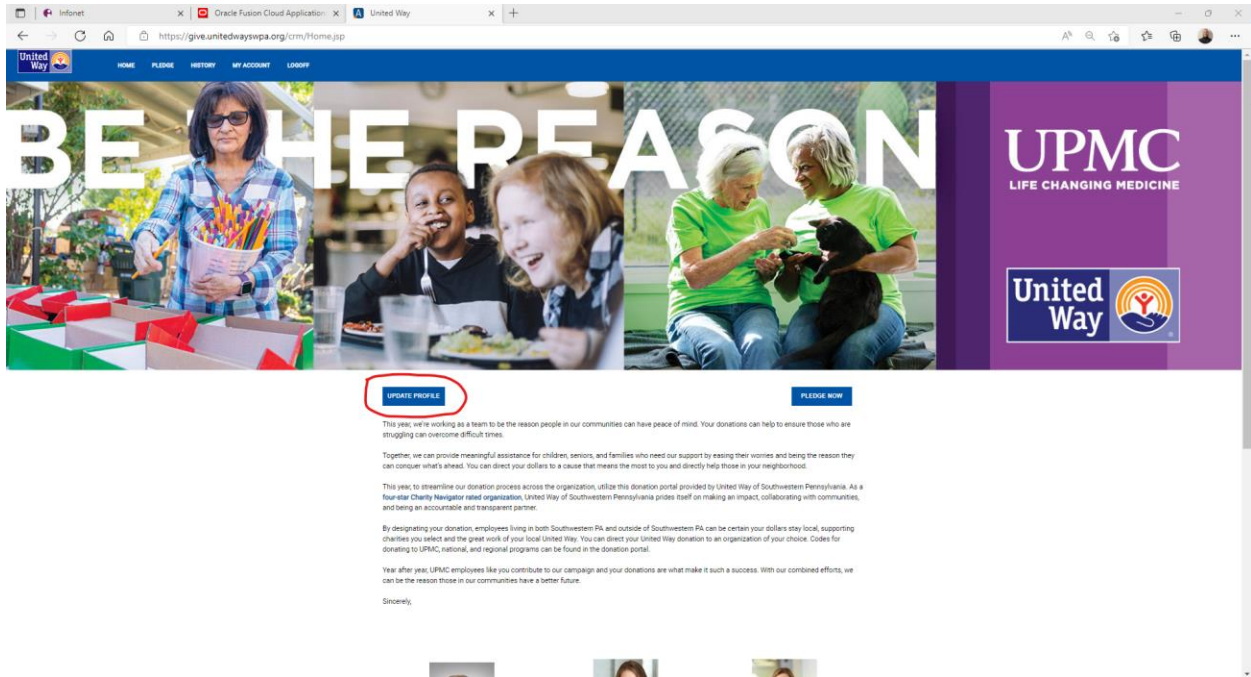 Infonet
Oracle Fusion Cloud Application
United Way
https://give.unitedwayswpa.org/crm/Home.jsp
United
Way
HOME PLEDGE HISTORY MY ACCOUNT LOGOFF
BE THE REASON
UPMC
LIFE CHANGING MEDICINE
United
Way
UPDATE PROFILE
PLEDGE NOW
This year, we're working as a team to be the reason people in our communities can have peace of mind. Your donations can help to ensure those who are
struggling can overcome difficult times.
Together, we can provide meaningful assistance for children, seniors, and families who need our support by easing their worries and being the reason they
can conquer what's ahead. You can direct your dollars to a cause that means the most to you and directly help those in your neighborhood.
This year, to streamline our donation process across the organization, utilize this donation portal provided by United Way of Southwestern Pennsylvania. As a
four-star Charity Navigator rated organization, United Way of Southwestern Pennsylvania prides itself on making an impact, collaborating with communities,
and being an accountable and transparent partner.
By designating your donation, employees living in both Southwestern PA and outside of Southwestern PA can be certain your dollars stay local, supporting
charities you select and the great work of your local United Way. You can direct your United Way donation to an organization of your choice. Codes for
donating to UPMC, national, and regional programs can be found in the donation portal.
Year after year, UPMC employees like you contribute to our campaign and your donations are what make it such a success. With our combined efforts, we
can be the reason those in our communities have a better future.
Sincerely,